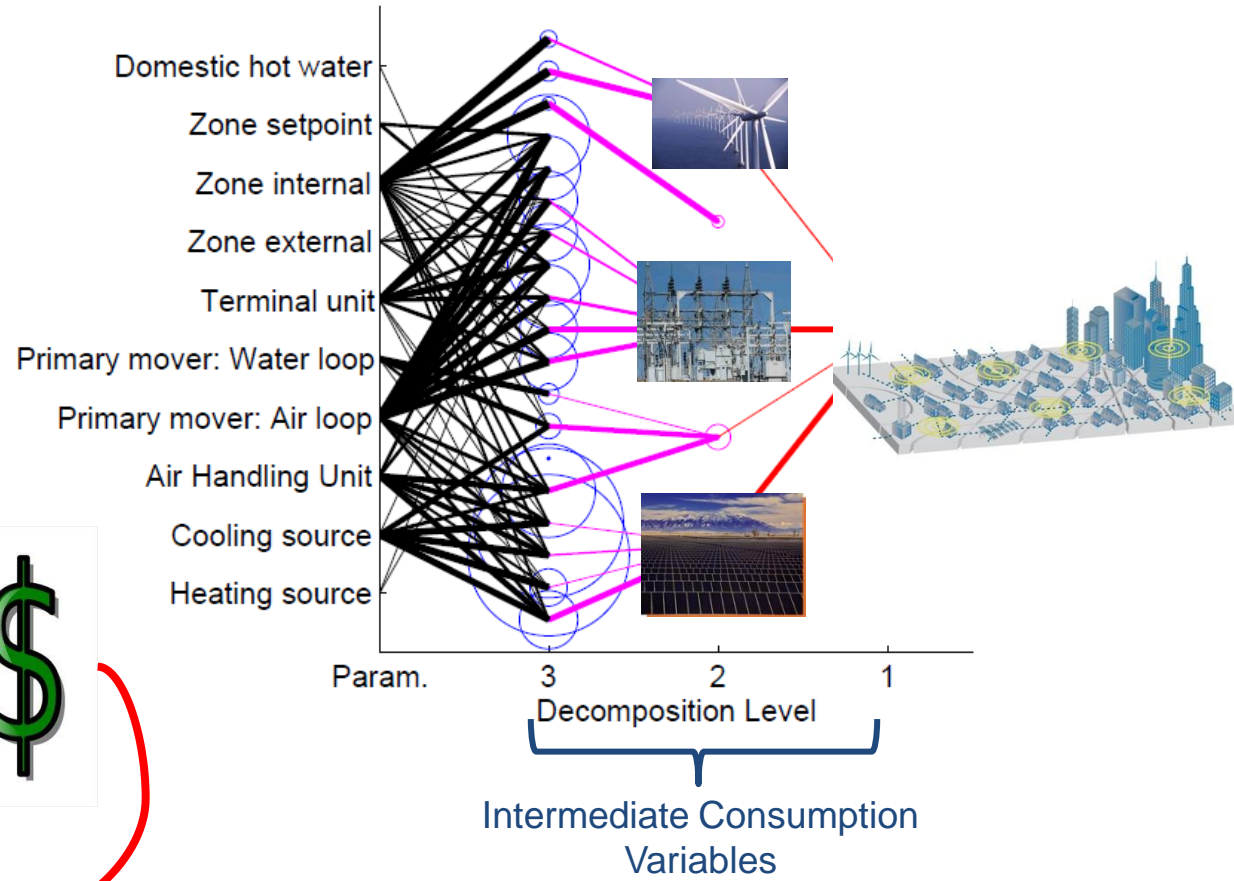 Domestic hot water
Zone setpoint
Zone internal
Zone external
Terminal unit
Primary mover: Water loop
Primary mover: Air loop
Air Handling Unit
Cooling source
Heating source
$
Param. 3 2 1
Decomposition Level
Intermediate Consumption
Variables